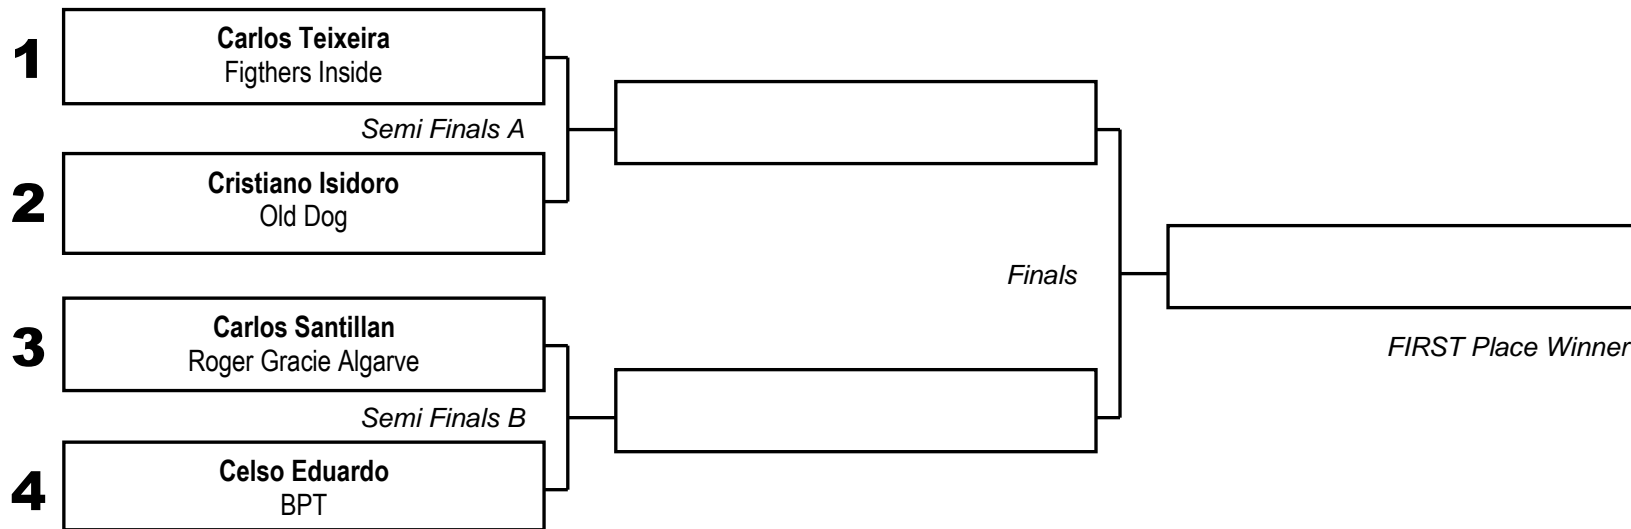 1
Carlos Teixeira
Figthers Inside
Semi Finals A
2
Cristiano Isidoro
Old Dog
Finals
3
Carlos Santillan
Roger Gracie Algarve
FIRST Place Winner
Semi Finals B
4
Celso Eduardo
BPT